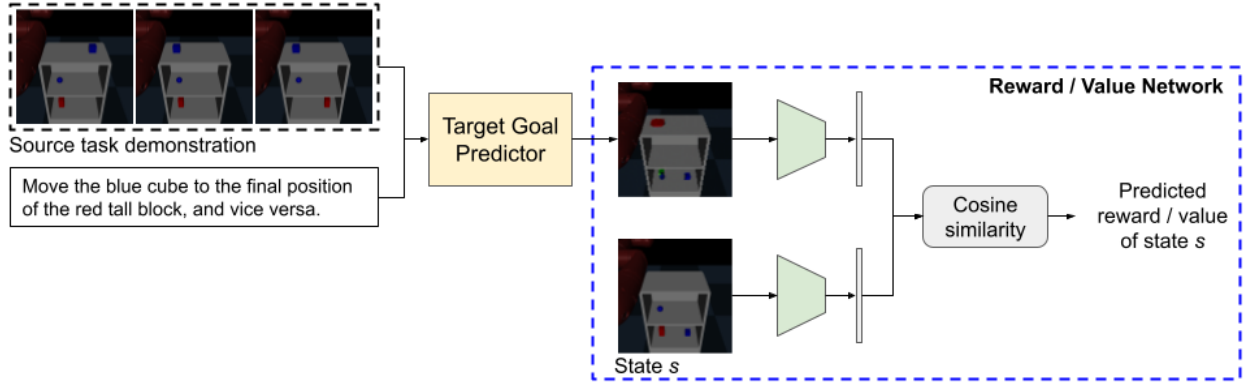 Source task demonstration
Move the blue cube to the final position
of the red tall block, and vice versa.
Target Goal
Predictor
Reward / Value Network
Cosine
similarity
Predicted
reward / value
of state s
State s